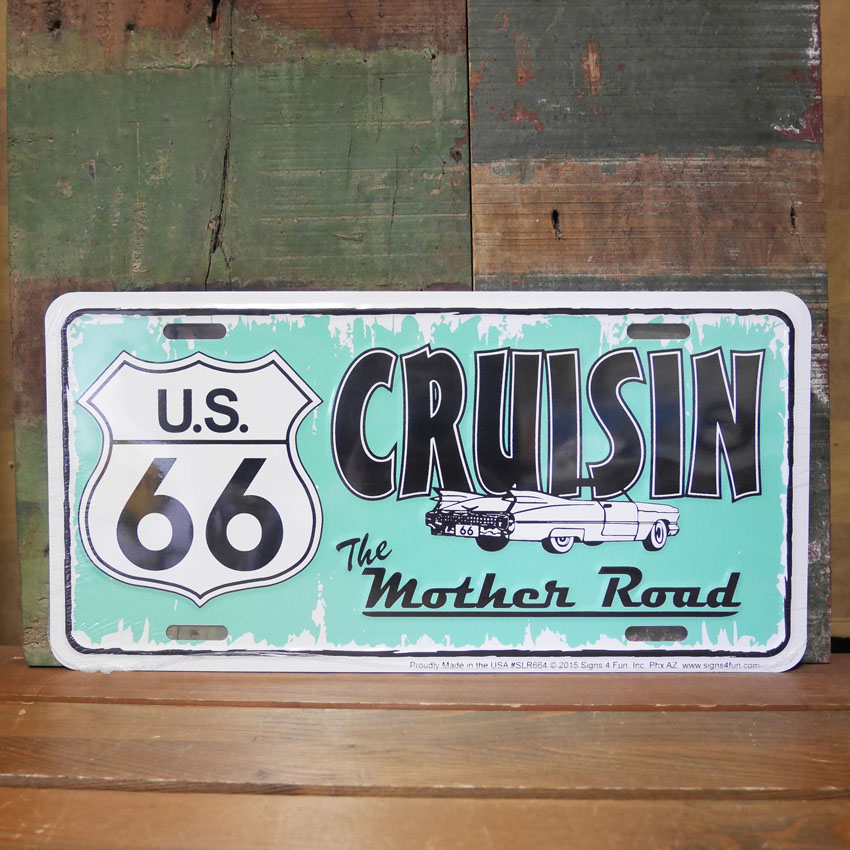 U.S.
66
CRUISIN
66
The
Mother Road
Proudly Made in the USA #SLR664 © 2015 Signs 4 Fun, Inc. Phx AZ www.signs4fun.com